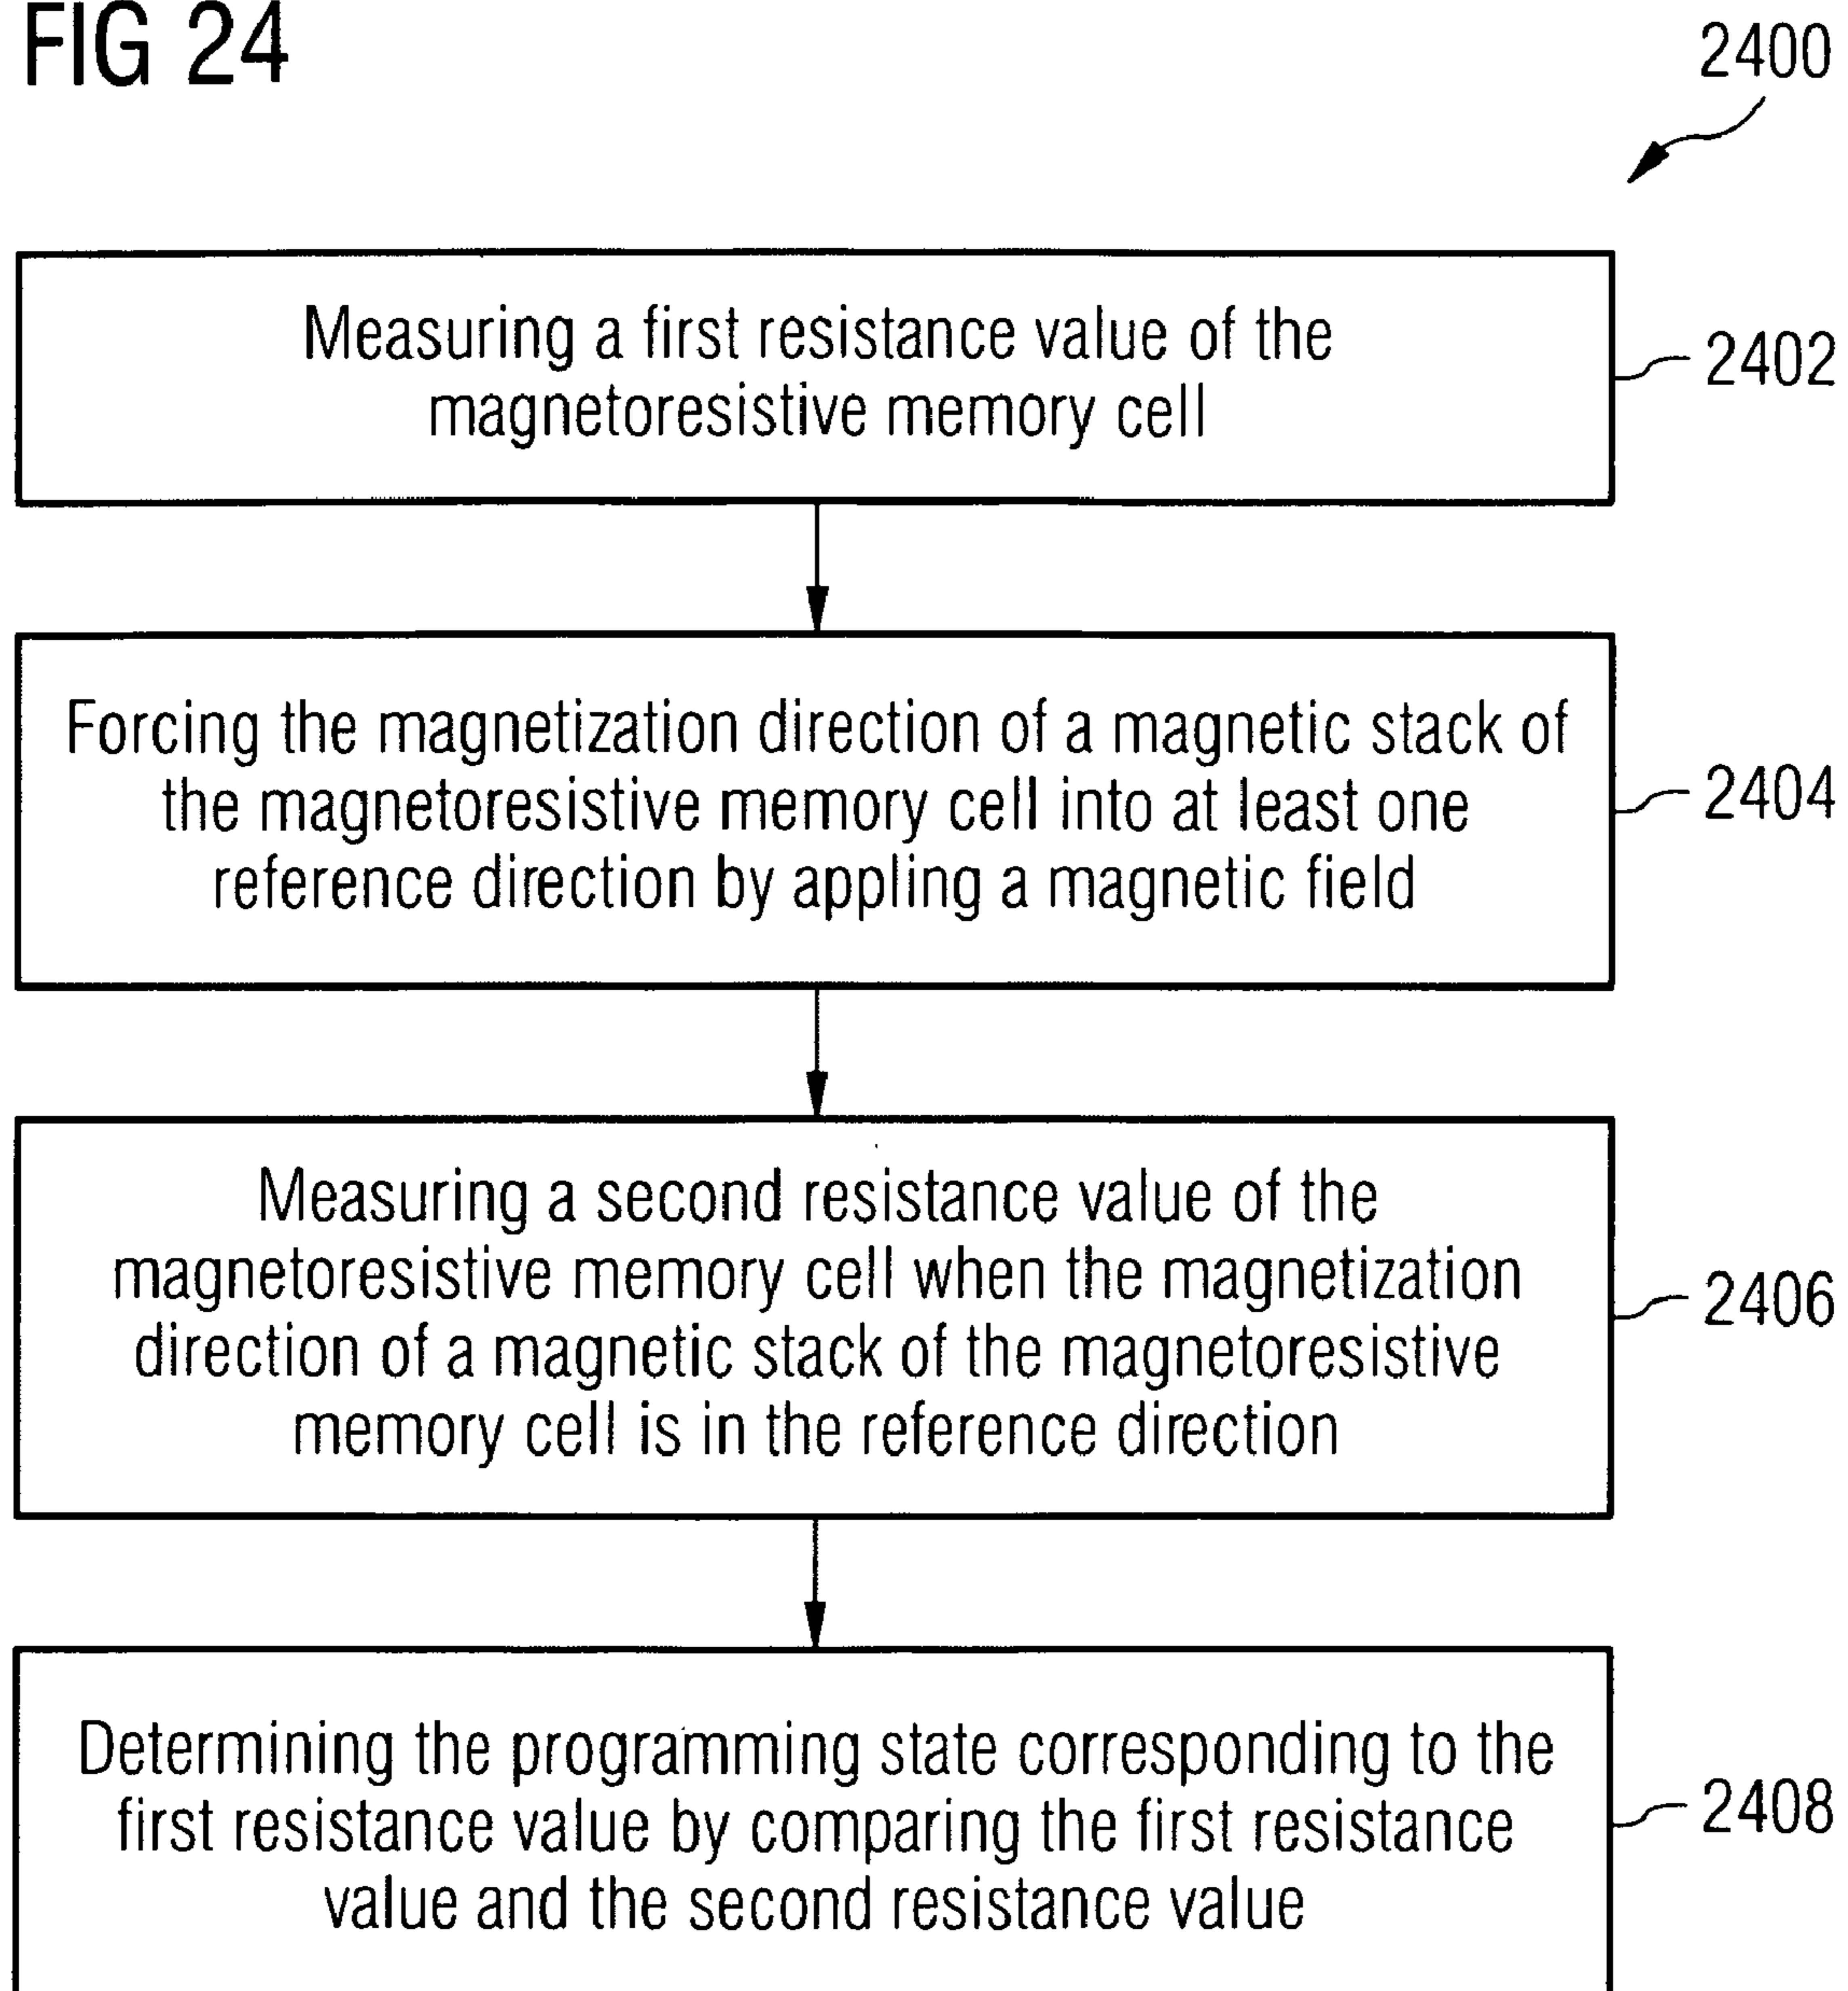 FIG 24
2400
Measuring a first resistance value of the
magnetoresistive memory cell
2402
Forcing the magnetization direction of a magnetic stack of
the magnetoresistive memory cell into at least one
reference direction by appling a magnetic field
2404
Measuring a second resistance value of the
magnetoresistive memory cell when the magnetization
direction of a magnetic stack of the magnetoresistive
memory cell is in the reference direction
2406
Determining the programming state corresponding to the
first resistance value by comparing the first resistance
value and the second resistance value
2408